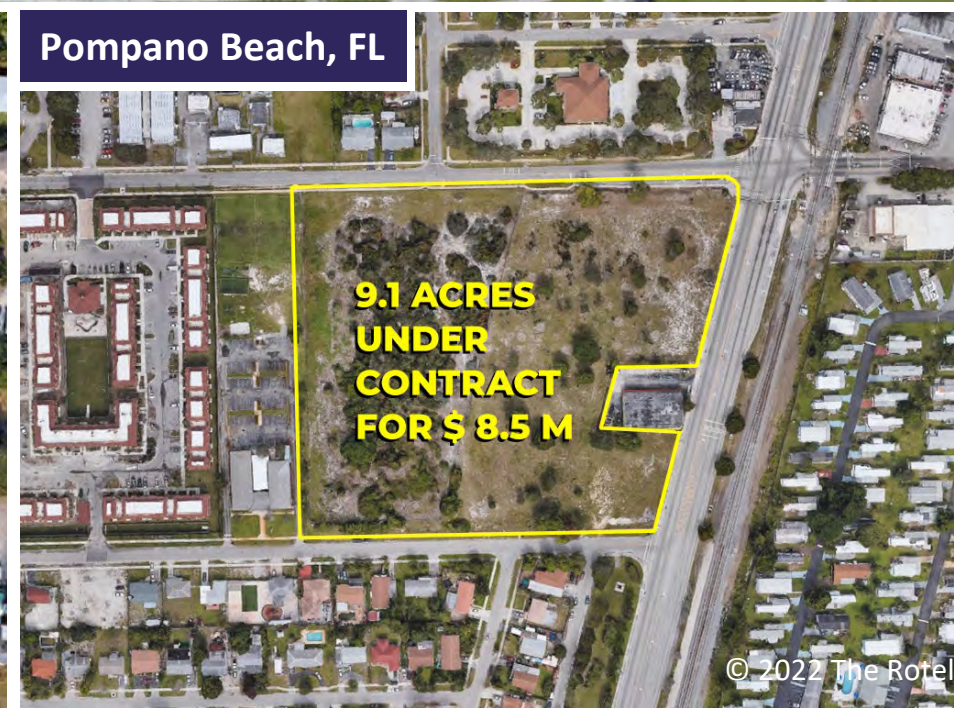 Pompano Beach, FL
9.1 ACRES
UNDER
CONTRACT
FOR $ 8.5 M
© 2022 The Rotel